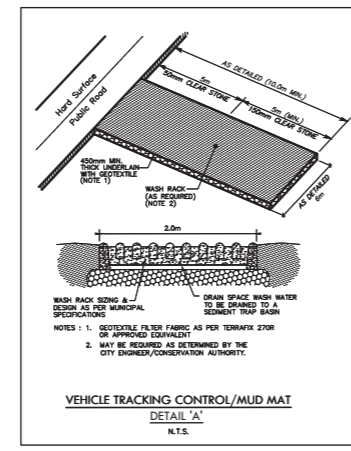 Hard Surface
Public Road
AS DETAILED (10.0m MIN.)
5m
50mm CLEAR STONE
5m (MIN.)
150mm CLEAR STONE
450mm MIN.
THICK UNDERLAIN
WITH GEOTEXTILE
(NOTE 1)
WASH RACK
(AS REQUIRED)
(NOTE 2)
AS DETAILED
6m
2.0m
WASH RACK SIZING &
DESIGN AS PER MUNICIPAL
SPECIFICATIONS
DRAIN SPACE WASH WATER
TO BE DRAINED TO A
SEDIMENT TRAP BASIN
NOTES : 1. GEOTEXTILE FILTER FABRIC AS PER TERRAFIX 270R
OR APPROVED EQUIVALENT
2. MAY BE REQUIRED AS DETERMINED BY THE
CITY ENGINEER/CONSERVATION AUTHORITY.
VEHICLE TRACKING CONTROL/MUD MAT
DETAIL 'A'
N.T.S.